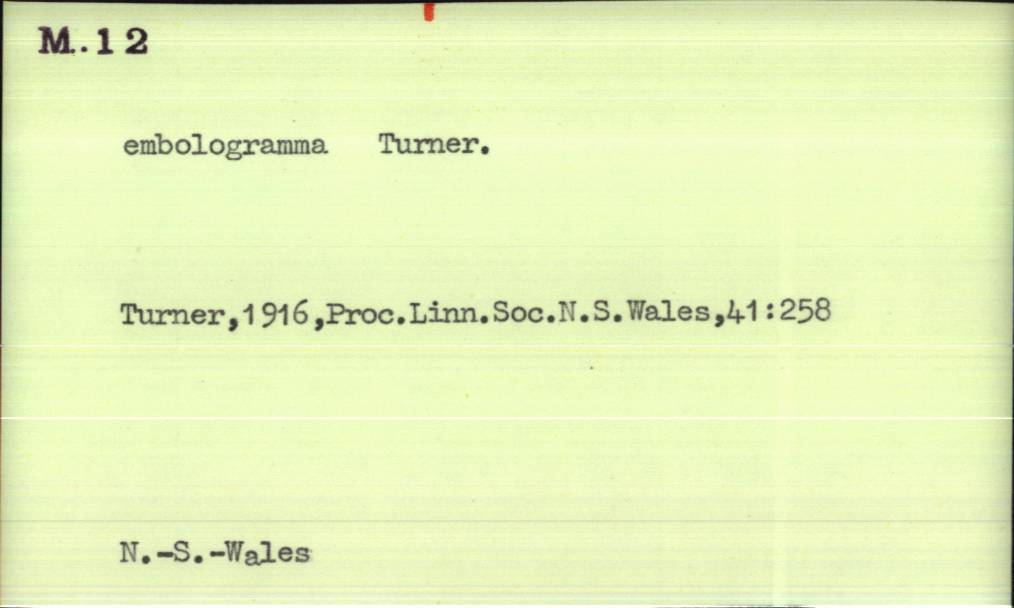 M..12
embologramma Turner.
Turner,1916,Proc.Linn.Soc.N.S.Wales,41:258
N.-S.-Wales